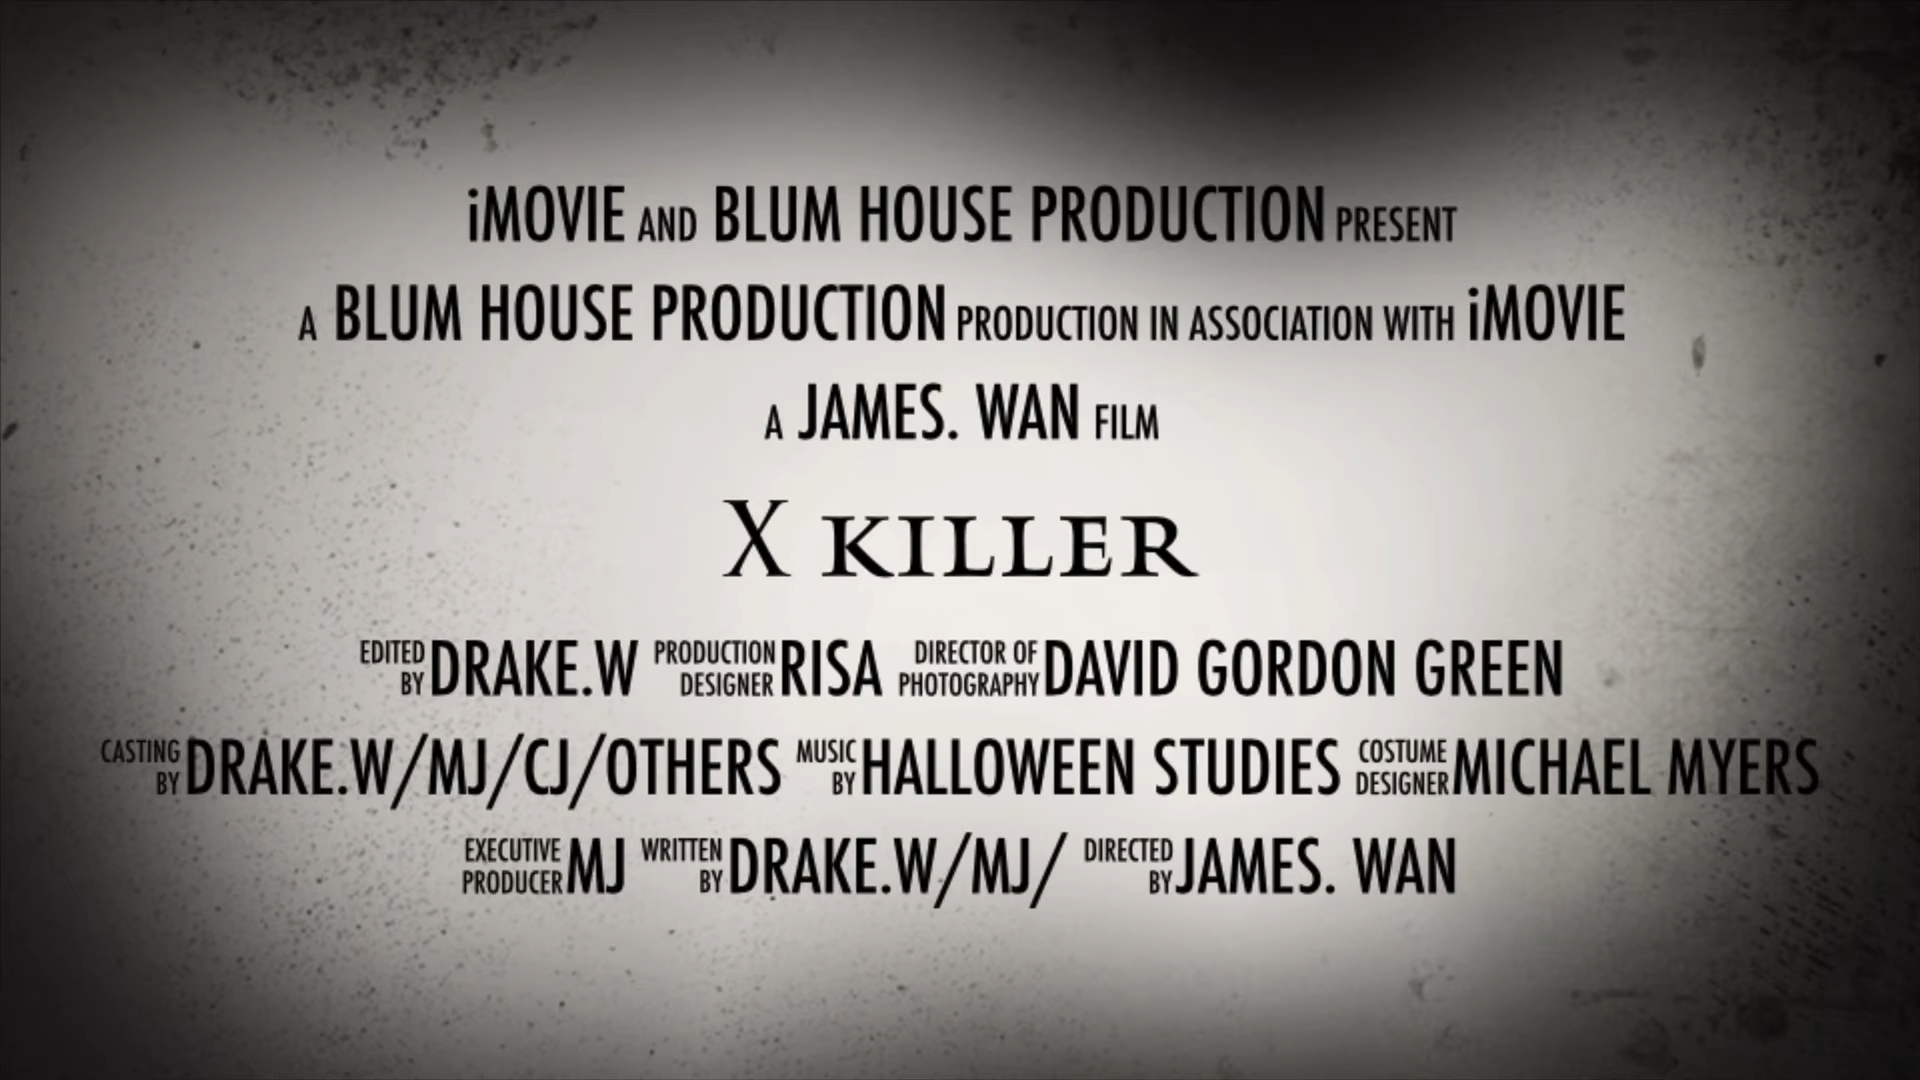 iMOVIE AND BLUM HOUSE PRODUCTION PRESENT
A BLUM HOUSE PRODUCTION PRODUCTION IN ASSOCIATION WITH iMOVIE
A JAMES. WAN FILM
X KILLER
EDITED BY DRAKE.W PRODUCTION DESIGNER RISA DIRECTOR OF PHOTOGRAPHY DAVID GORDON GREEN
CASTING BY DRAKE.W/MJ/CJ/OTHERS MUSIC BY HALLOWEEN STUDIES COSTUME DESIGNER MICHAEL MYERS
EXECUTIVE PRODUCER MJ WRITTEN BY DRAKE.W/MJ/ DIRECTED BY JAMES. WAN